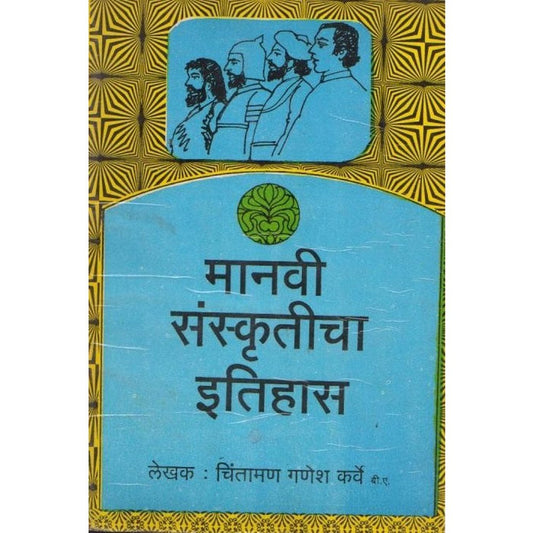 मानवी
संस्कृतीचा
इतिहास
लेखक : चिंतामण गणेश कर्वे बी.ए.